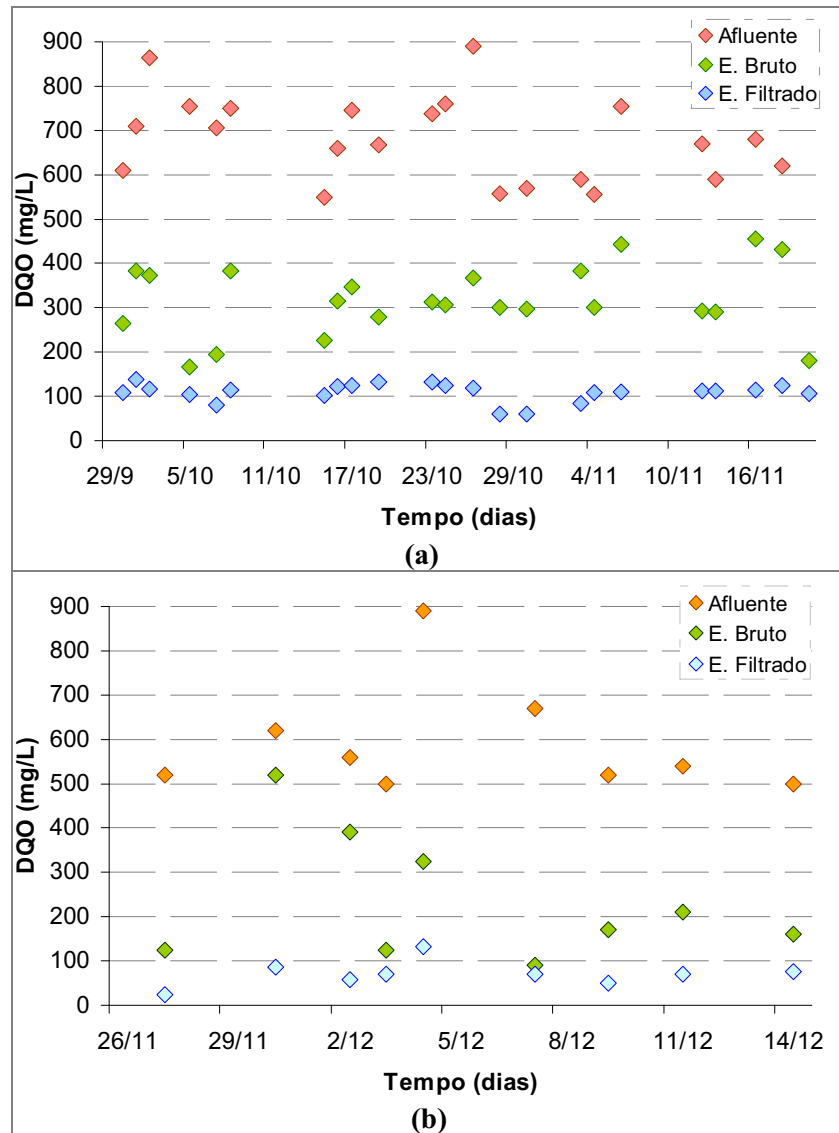 900
800
700
600
500
400
300
200
100
0
DQO (mg/L)
Afluente
E. Bruto
E. Filtrado
29/9 5/10 11/10 17/10 23/10 29/10 4/11 10/11 16/11
Tempo (dias)
(a)
900
800
700
600
500
400
300
200
100
0
DQO (mg/L)
Afluente
E. Bruto
E. Filtrado
26/11 29/11 2/12 5/12 8/12 11/12 14/12
Tempo (dias)
(b)